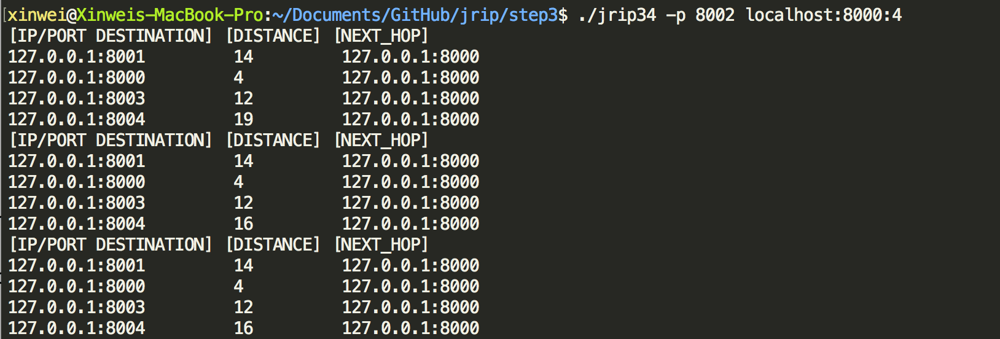 [xinwei@Xinweis-MacBook-Pro:~/Documents/GitHub/jrip/step3$ ./jrip34 -p 8002 localhost:8000:4
[IP/PORT DESTINATION] [DISTANCE] [NEXT_HOP]
127.0.0.1:8001 14 127.0.0.1:8000
127.0.0.1:8000 4 127.0.0.1:8000
127.0.0.1:8003 12 127.0.0.1:8000
127.0.0.1:8004 19 127.0.0.1:8000
[IP/PORT DESTINATION] [DISTANCE] [NEXT_HOP]
127.0.0.1:8001 14 127.0.0.1:8000
127.0.0.1:8000 4 127.0.0.1:8000
127.0.0.1:8003 12 127.0.0.1:8000
127.0.0.1:8004 16 127.0.0.1:8000
[IP/PORT DESTINATION] [DISTANCE] [NEXT_HOP]
127.0.0.1:8001 14 127.0.0.1:8000
127.0.0.1:8000 4 127.0.0.1:8000
127.0.0.1:8003 12 127.0.0.1:8000
127.0.0.1:8004 16 127.0.0.1:8000